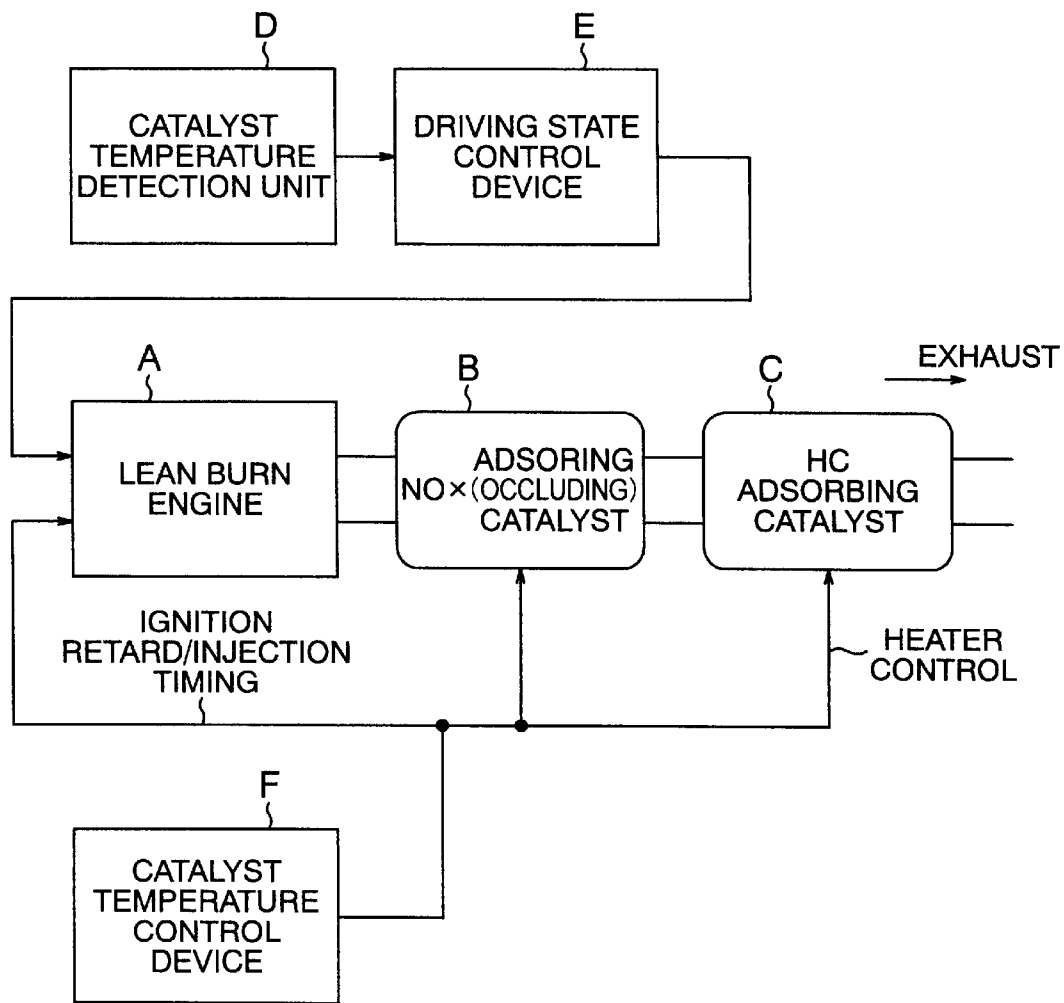 D
E
CATALYST
TEMPERATURE
DETECTION UNIT
DRIVING STATE
CONTROL
DEVICE
A
B
C
EXHAUST
LEAN BURN
ENGINE
ADSORING
NO×(OCCLUDING)
CATALYST
HC
ADSORBING
CATALYST
IGNITION
RETARD/INJECTION
TIMING
HEATER
CONTROL
F
CATALYST
TEMPERATURE
CONTROL
DEVICE